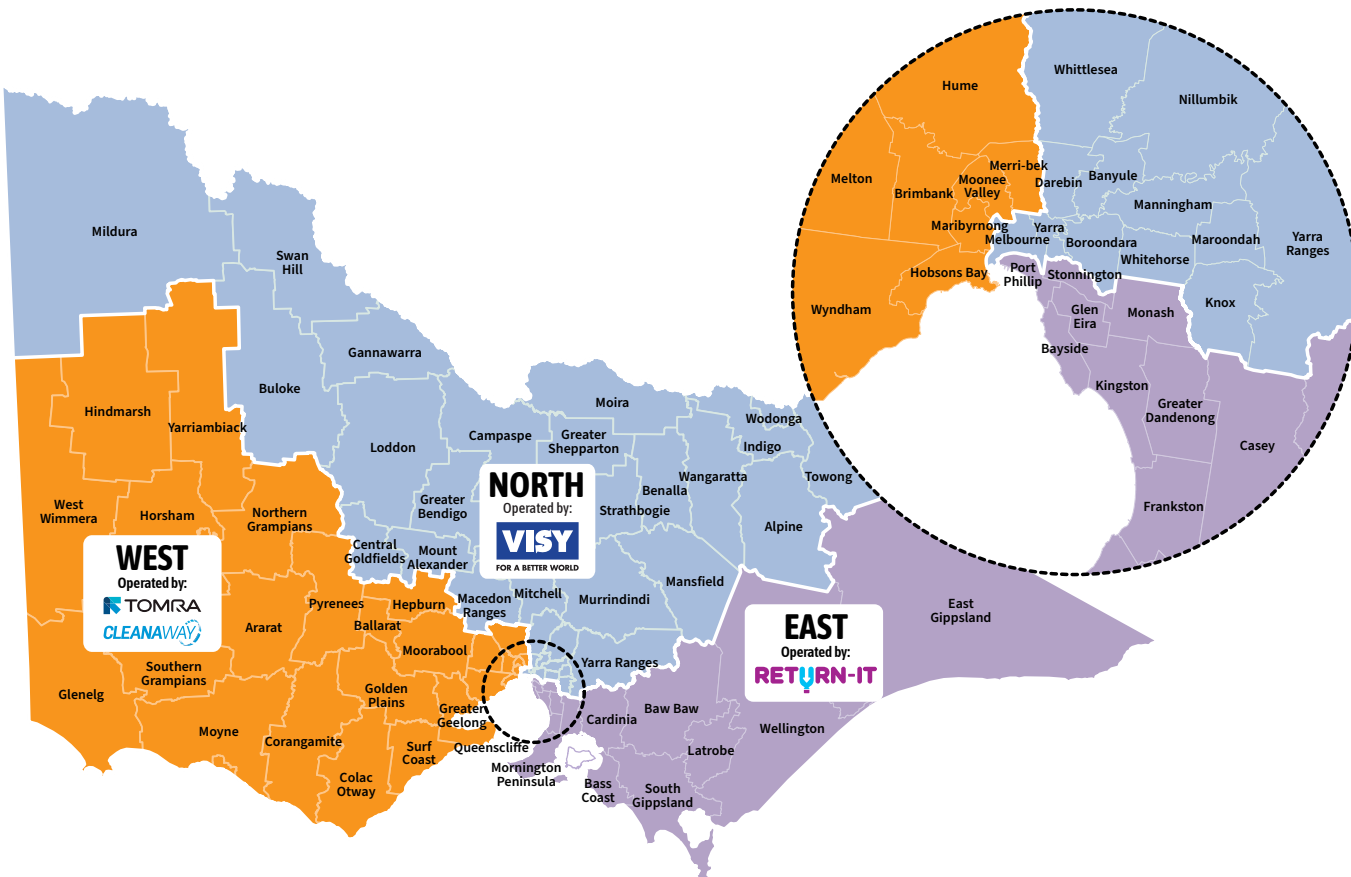 Mildura
Swan
Hill
Gannawarra
Buloke
Hindmarsh
Yarriambiack
Loddon
Campaspe
Moira
Greater
Shepparton
Wodonga
Indigo
Wangaratta
Towong
Benalla
Strathbogie
Alpine
Greater
Bendigo
West
Wimmera
Horsham
Northern
Grampians
Central
Goldfields
Mount
Alexander
NORTH
Operated by:
VISY
FOR A BETTER WORLD
WEST
Operated by:
TOMRA
CLEANAWAY
Mansfield
Mitchell
Murrindindi
Macedon
Ranges
Pyrenees
Hepburn
Ararat
Ballarat
Moorabool
Yarra Ranges
EAST
Operated by:
RETURN-IT
East
Gippsland
Southern
Grampians
Glenelg
Golden
Plains
Greater
Geelong
Moyne
Corangamite
Surf
Coast
Queenscliffe
Colac
Otway
Mornington
Peninsula
Cardinia
Baw Baw
Latrobe
Wellington
Bass
Coast
South
Gippsland
Hume
Whittlesea
Nillumbik
Melton
Brimbank
Moonee
Valley
Merri-bek
Darebin
Banyule
Manningham
Maribyrnong
Melbourne
Yarra
Boroondara
Whitehorse
Maroondah
Yarra
Ranges
Hobsons Bay
Port
Phillip
Stonnington
Wyndham
Glen
Eira
Monash
Knox
Bayside
Kingston
Greater
Dandenong
Casey
Frankston